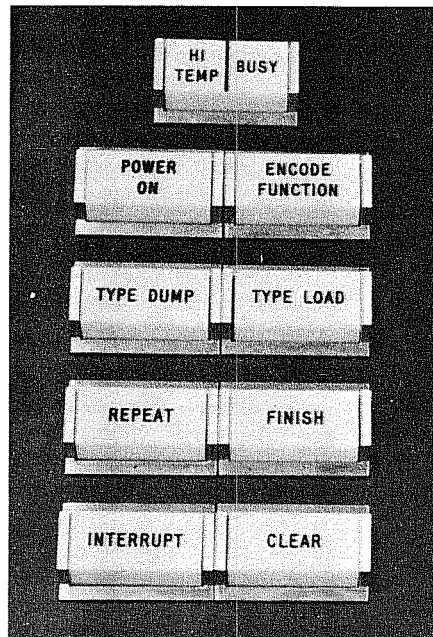 HI
TEMP
BUSY
POWER
ON
ENCODE
FUNCTION
TYPE DUMP
TYPE LOAD
REPEAT
FINISH
INTERRUPT
CLEAR